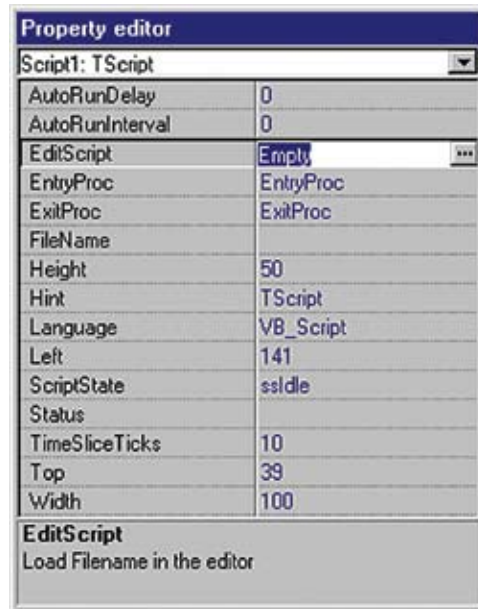 Property editor
Script1: TScript
AutoRunDelay 0
AutoRunInterval 0
EditScript Empty ...
EntryProc EntryProc
ExitProc ExitProc
FileName
Height 50
Hint TScript
Language VB_Script
Left 141
ScriptState ssIdle
Status
TimeSliceTicks 10
Top 39
Width 100
EditScript
Load Filename in the editor